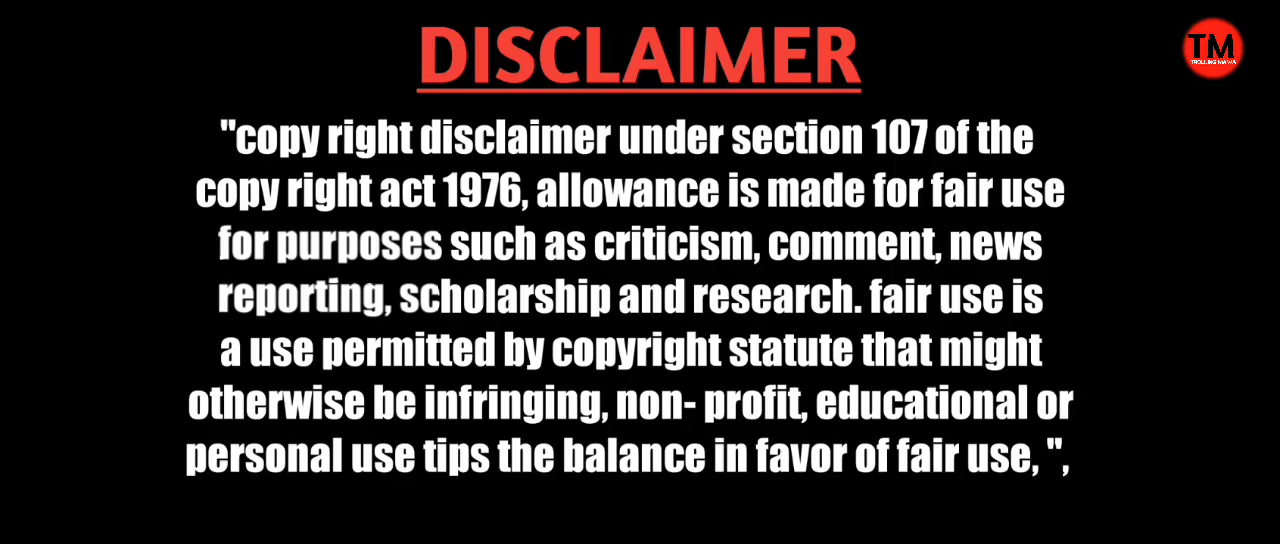 DISCLAIMER
TM
TROLLING MAWA
"copy right disclaimer under section 107 of the
copy right act 1976, allowance is made for fair use
for purposes such as criticism, comment, news
reporting, scholarship and research. fair use is
a use permitted by copyright statute that might
otherwise be infringing, non- profit, educational or
personal use tips the balance in favor of fair use, ",